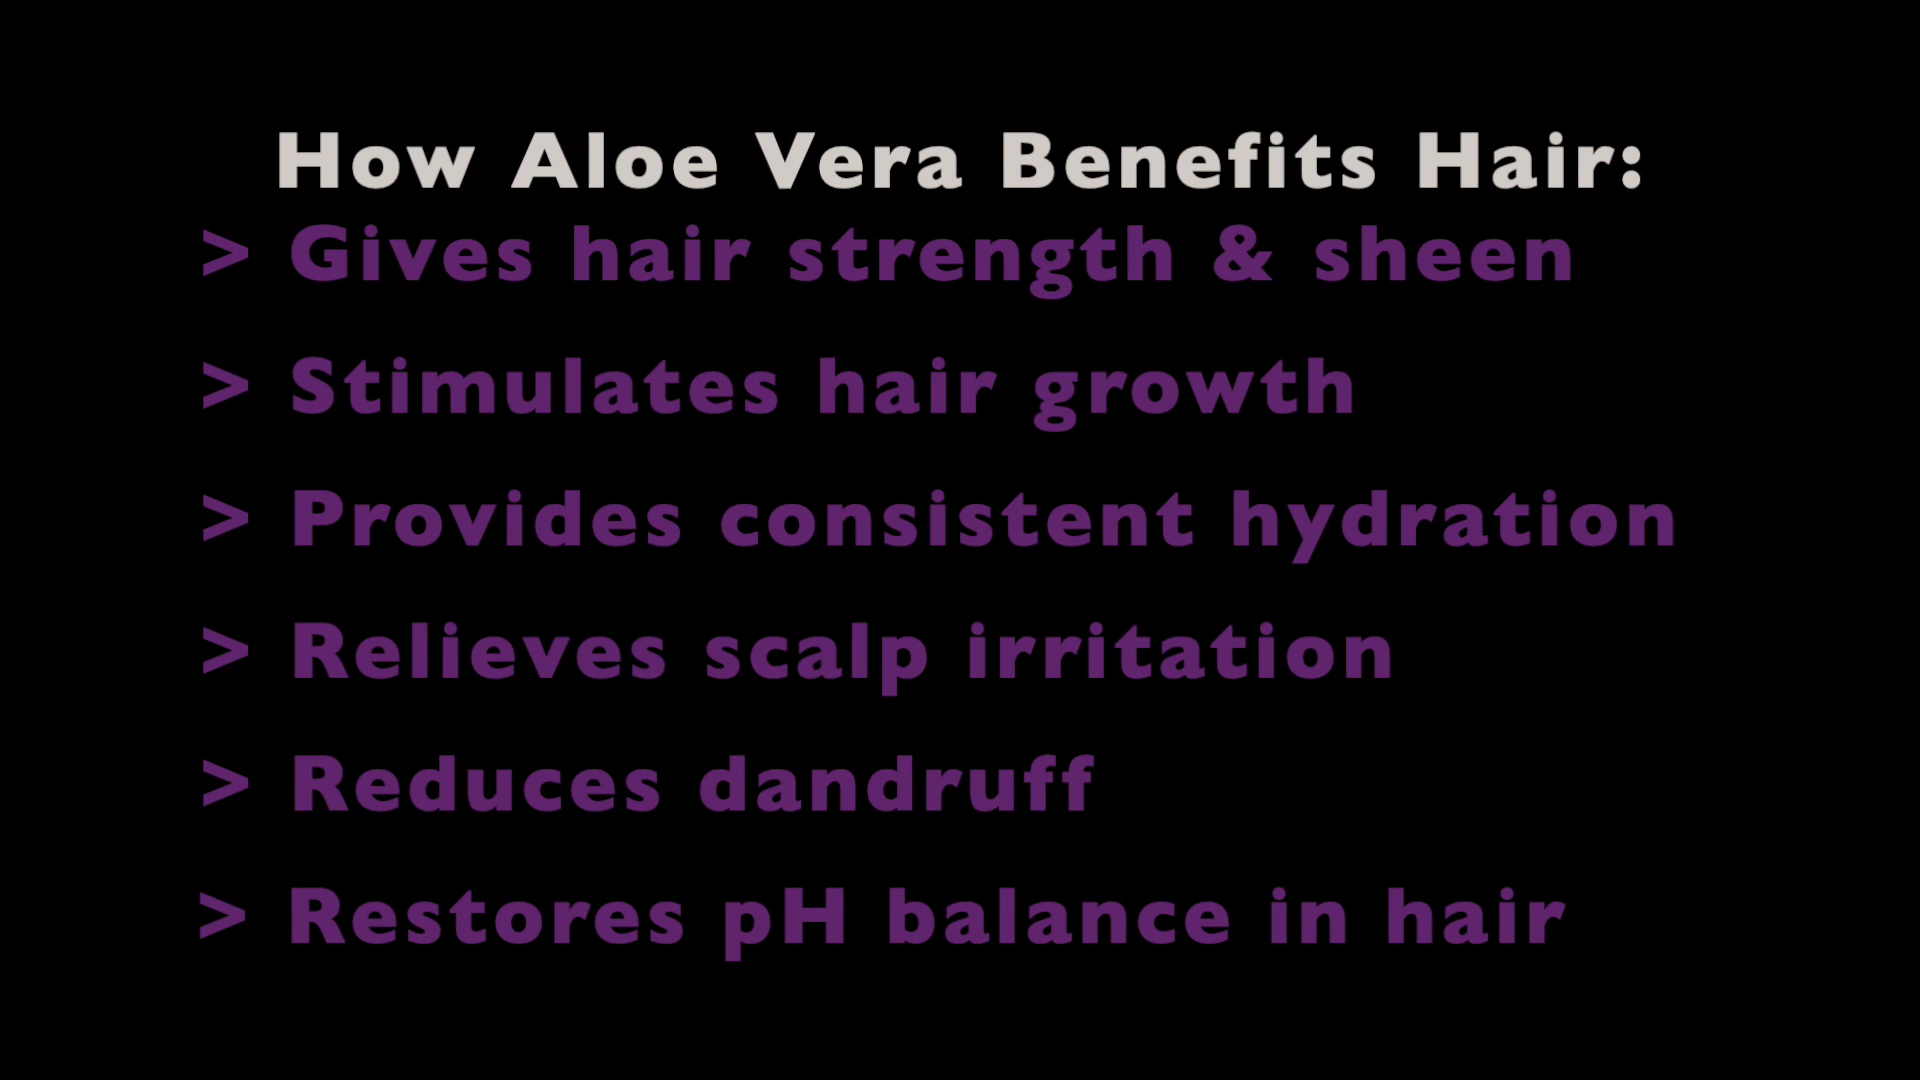 How Aloe Vera Benefits Hair:
> Gives hair strength & sheen
> Stimulates hair growth
> Provides consistent hydration
> Relieves scalp irritation
> Reduces dandruff
> Restores pH balance in hair